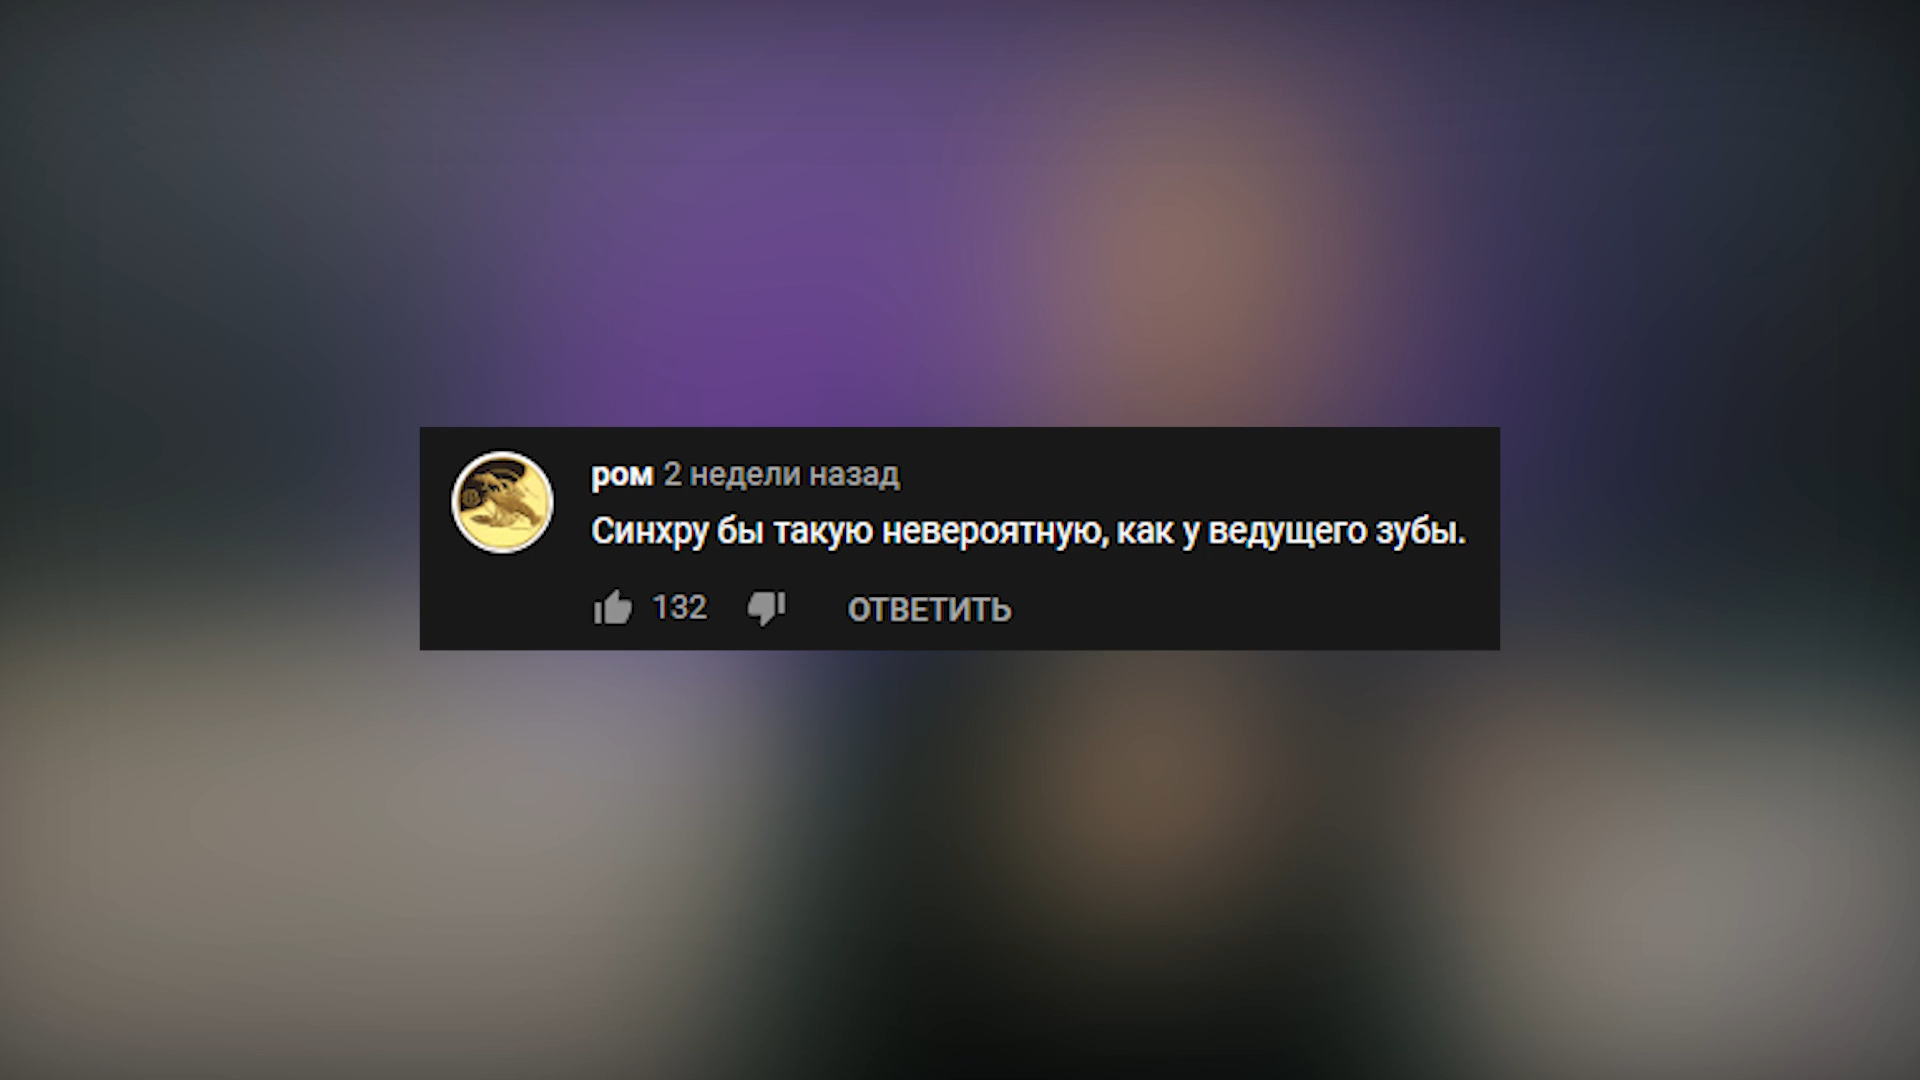 ром 2 недели назад
Синхру бы такую невероятную, как у ведущего зубы.
132 ОТВЕТИТЬ